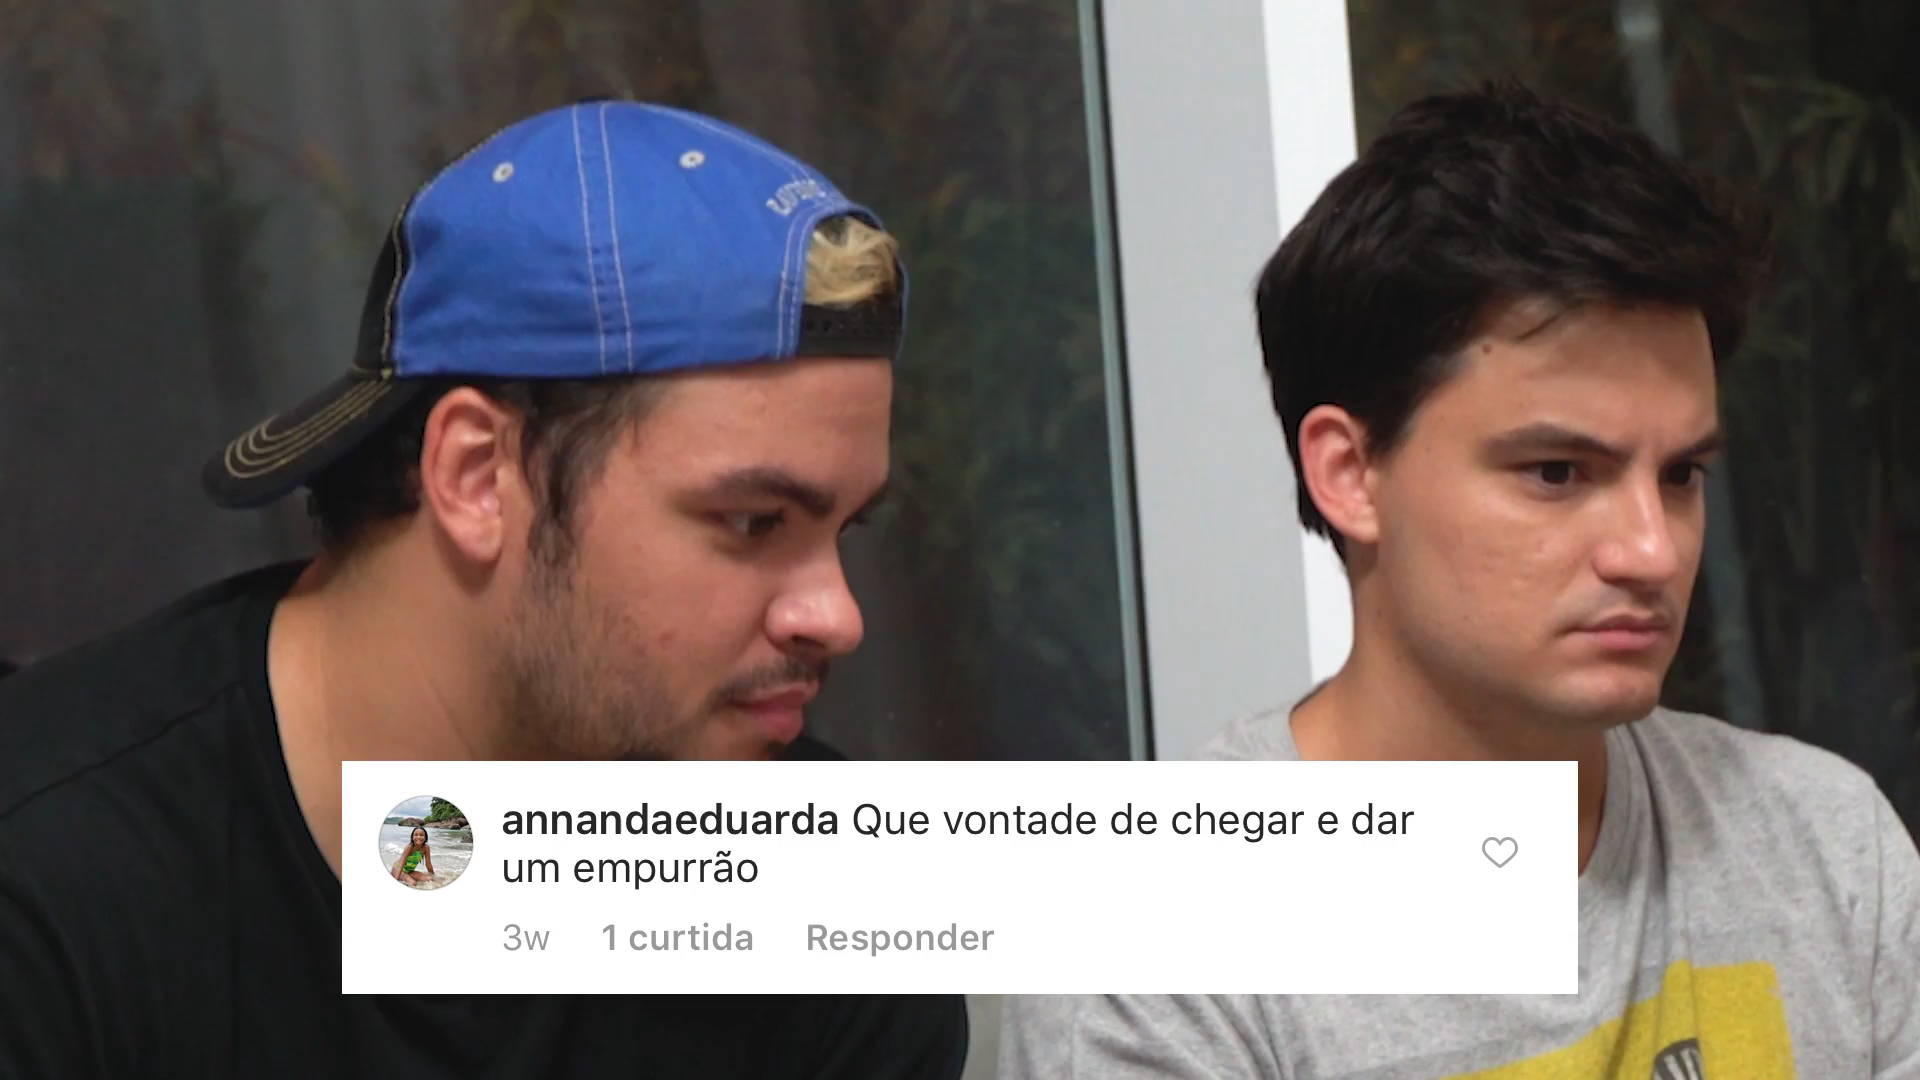 annandaeduarda Que vontade de chegar e dar
um empurrão
3w 1 curtida Responder